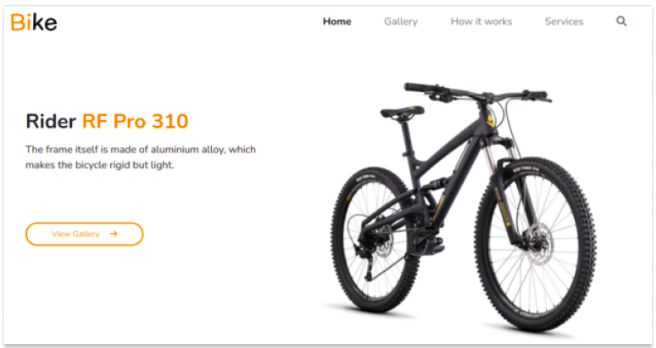 Bike
Home Gallery How it works Services
Rider RF Pro 310
The frame itself is made of aluminium alloy, which
makes the bicycle rigid but light.
View Gallery →